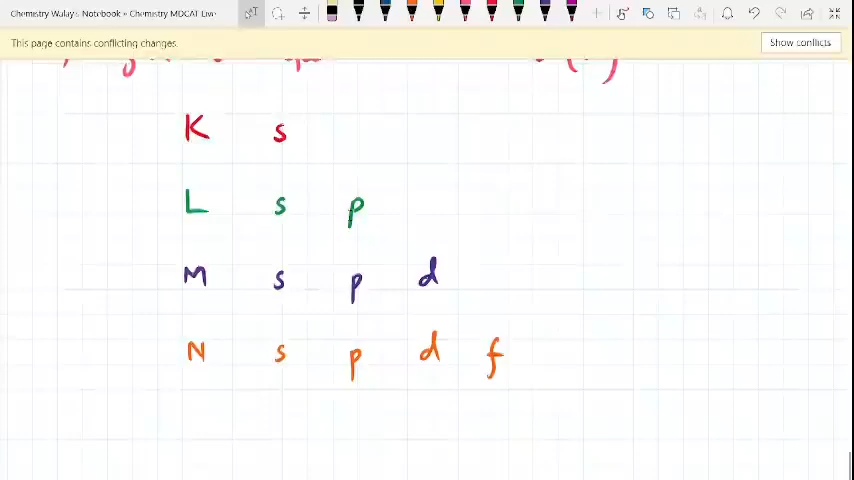 Chemistry Walay's Notebook » Chemistry MDCAT Live
This page contains conflicting changes.
Show conflicts
K s
L s p
M s p d
N s p d f